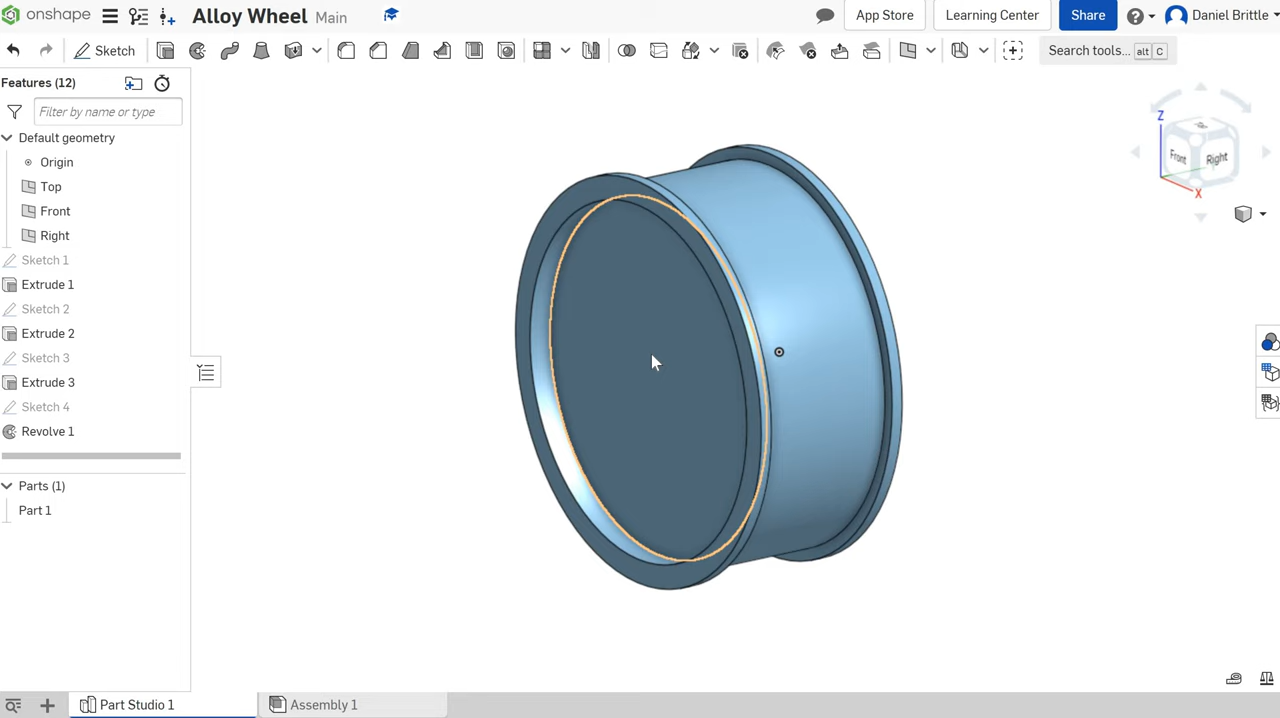 onshape Alloy Wheel Main App Store Learning Center Share Daniel Brittle
Sketch Search tools... alt C
Features (12)
Filter by name or type
Default geometry
Origin
Top
Front
Right
Sketch 1
Extrude 1
Sketch 2
Extrude 2
Sketch 3
Extrude 3
Sketch 4
Revolve 1
Parts (1)
Part 1
Z
Front Right
X
Part Studio 1 Assembly 1